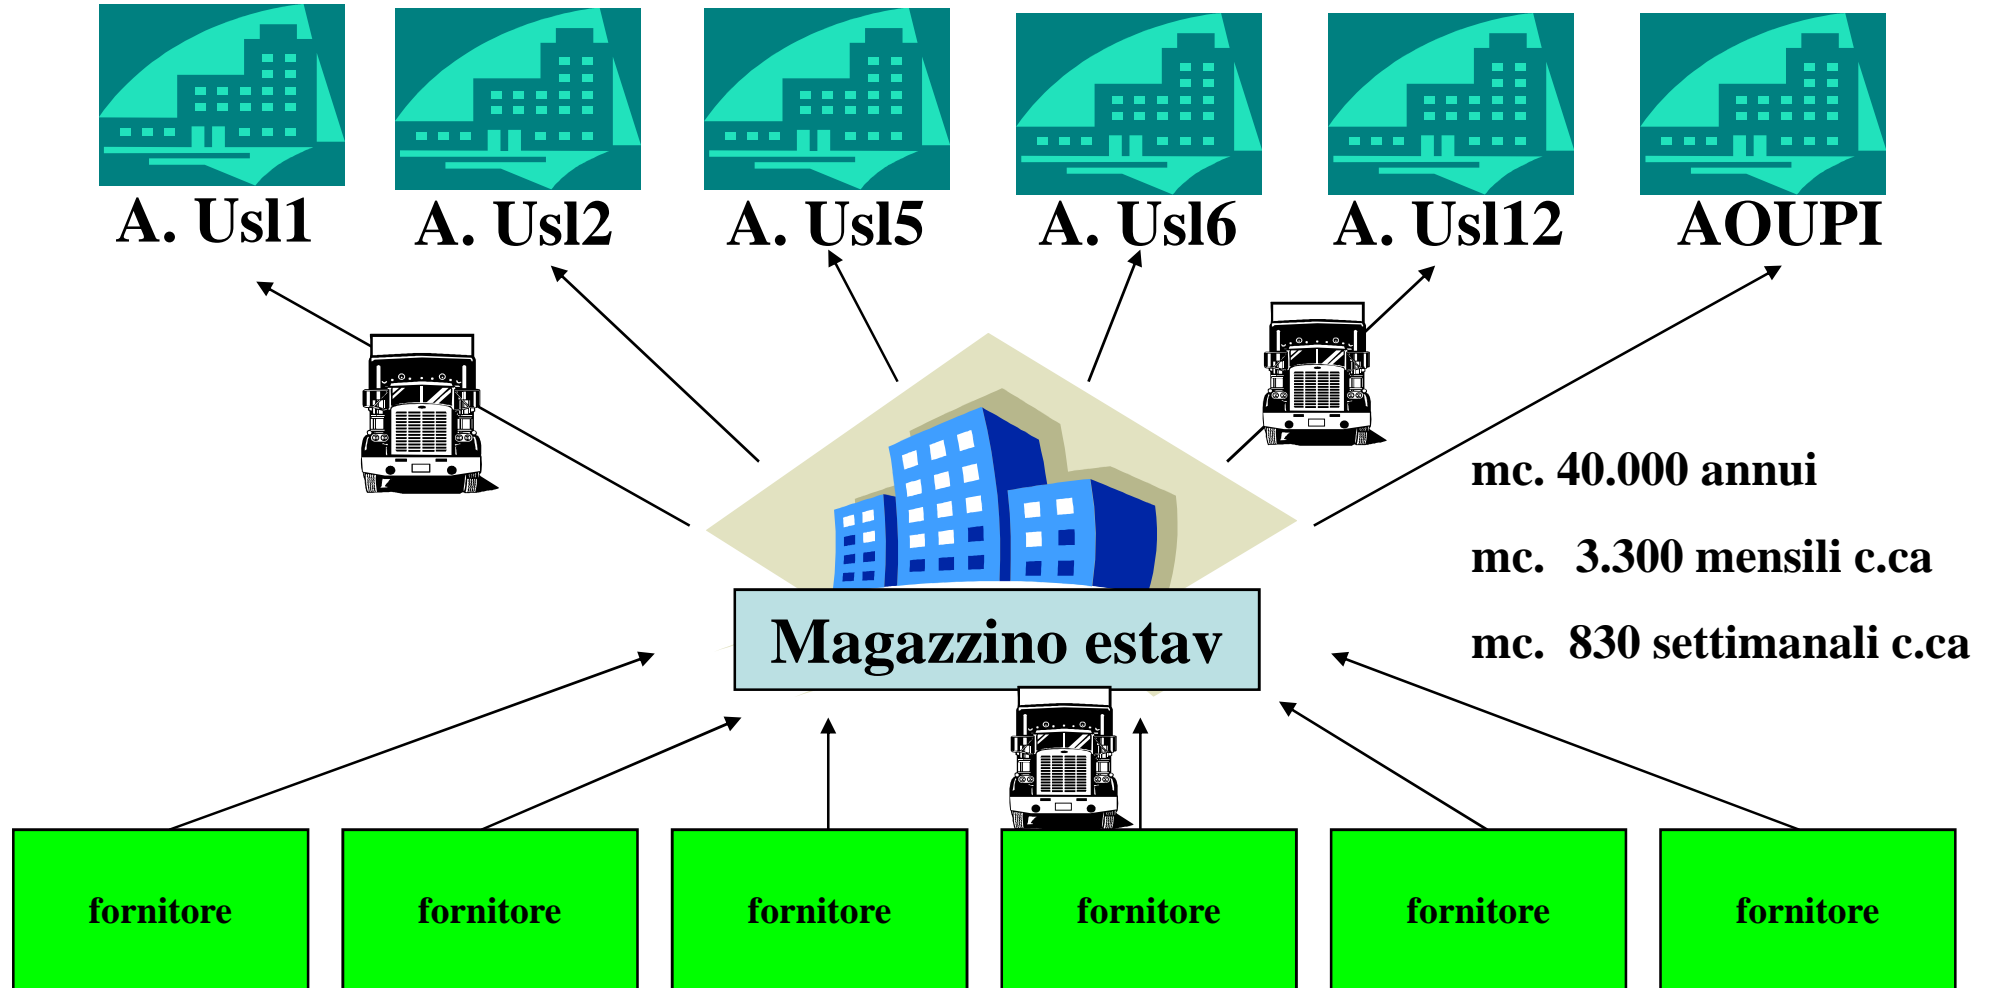 A. Usl1
A. Usl2
A. Usl5
A. Usl6
A. Usl12
AOUPI
mc. 40.000 annui
mc. 3.300 mensili c.ca
mc. 830 settimanali c.ca
Magazzino estav
fornitore
fornitore
fornitore
fornitore
fornitore
fornitore